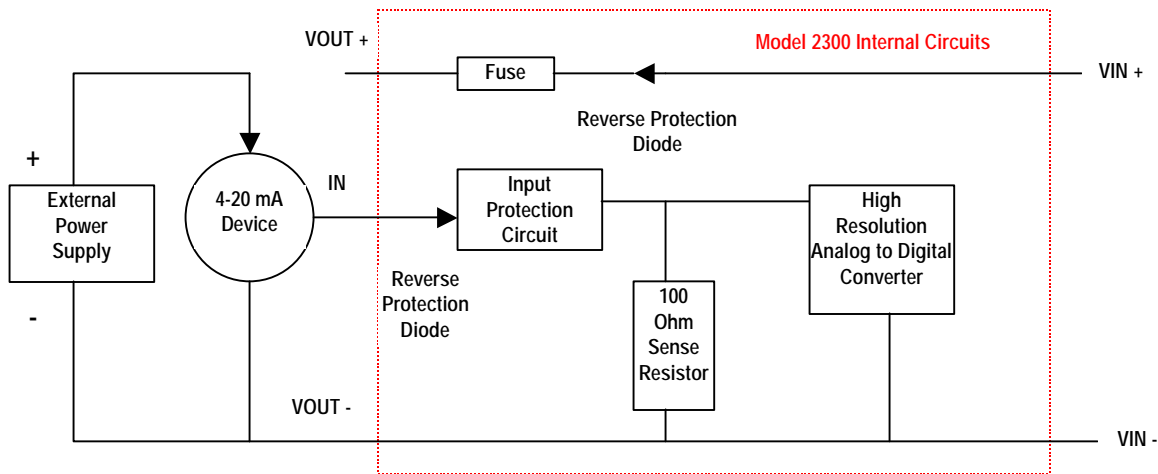 VOUT +
Model 2300 Internal Circuits
Fuse
VIN +
Reverse Protection
Diode
+
External
Power
Supply
-
4-20 mA
Device
IN
Input
Protection
Circuit
High
Resolution
Analog to Digital
Converter
Reverse
Protection
Diode
100
Ohm
Sense
Resistor
VOUT -
VIN -